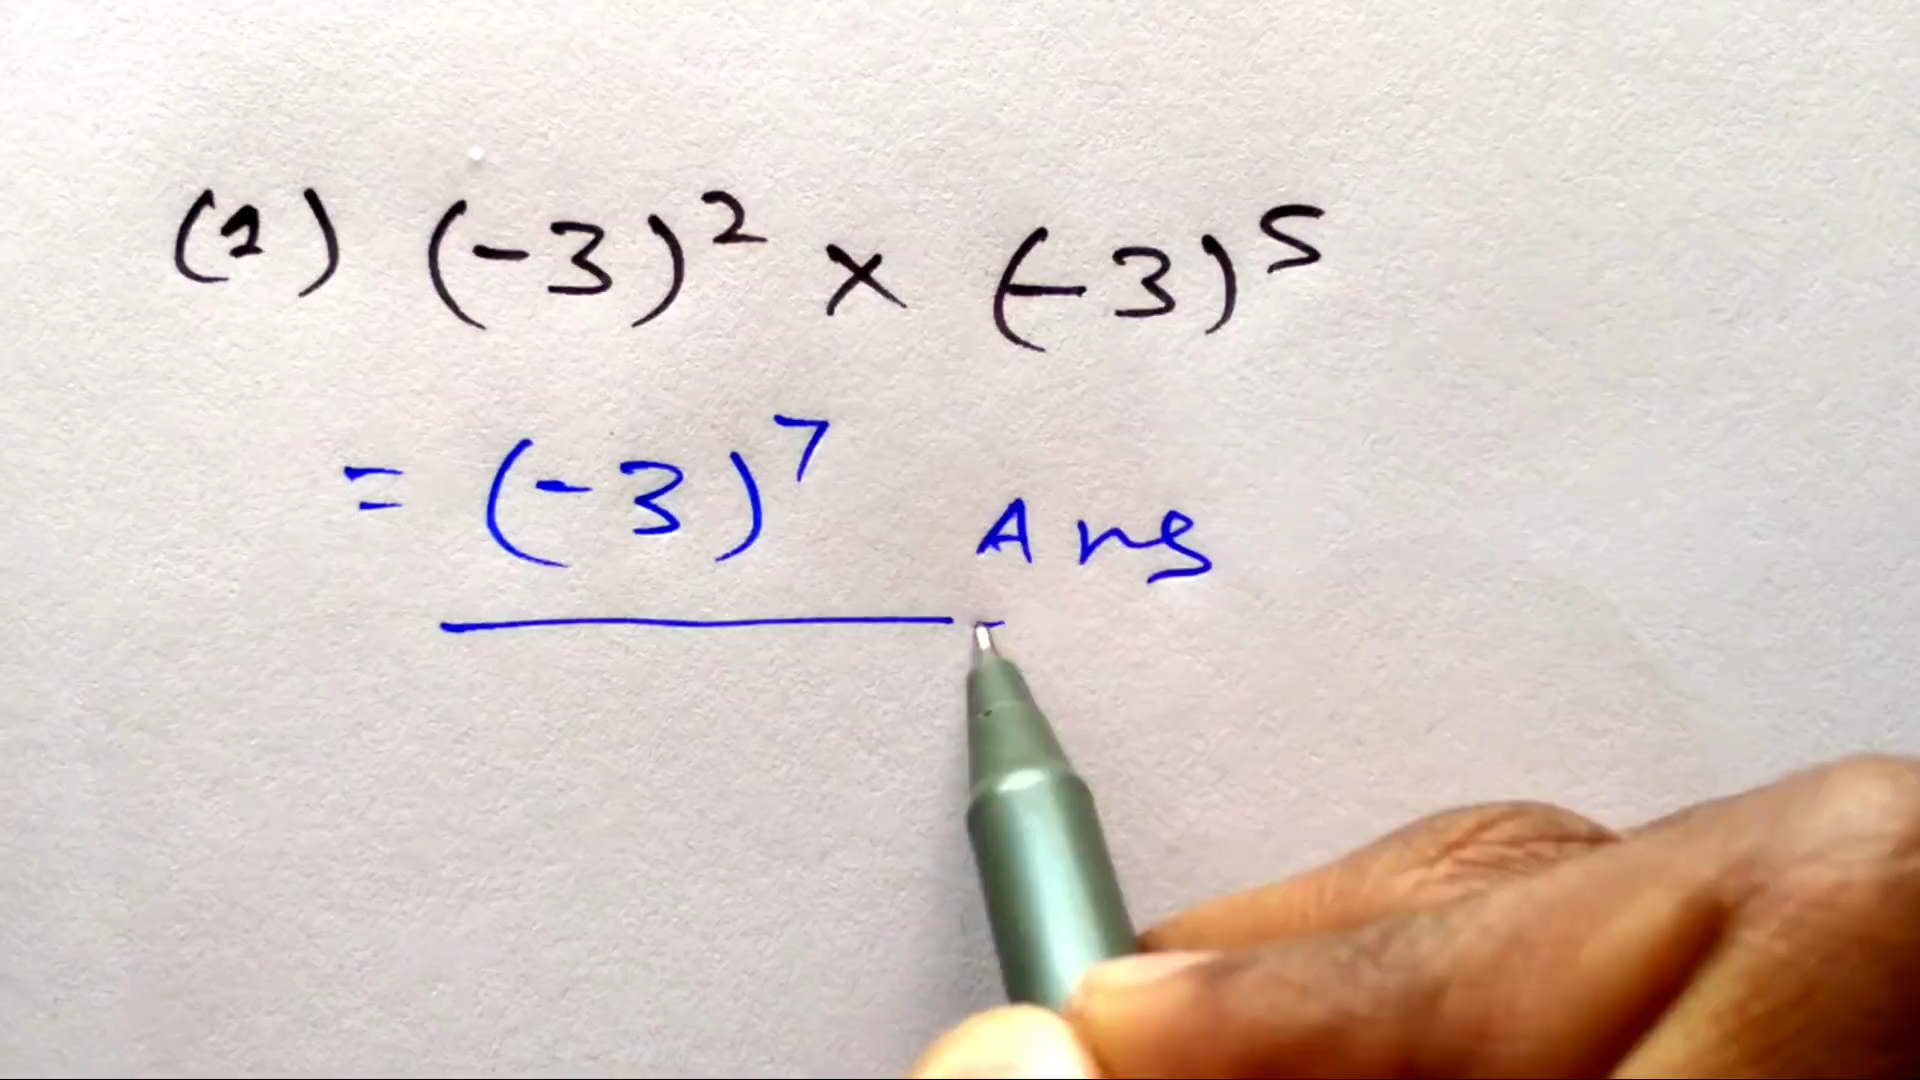 (1) (-3)² × (-3)⁵
= (-3)⁷ Ans